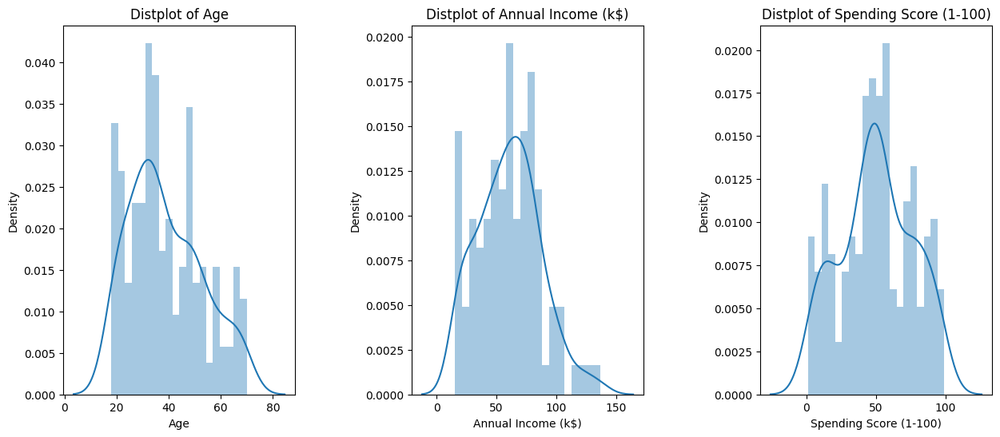 Distplot of Age
Density
0.040
0.035
0.030
0.025
0.020
0.015
0.010
0.005
0.000
0 20 40 60 80
Age
Distplot of Annual Income (k$)
Density
0.0200
0.0175
0.0150
0.0125
0.0100
0.0075
0.0050
0.0025
0.0000
0 50 100 150
Annual Income (k$)
Distplot of Spending Score (1-100)
Density
0.0200
0.0175
0.0150
0.0125
0.0100
0.0075
0.0050
0.0025
0.0000
0 50 100
Spending Score (1-100)